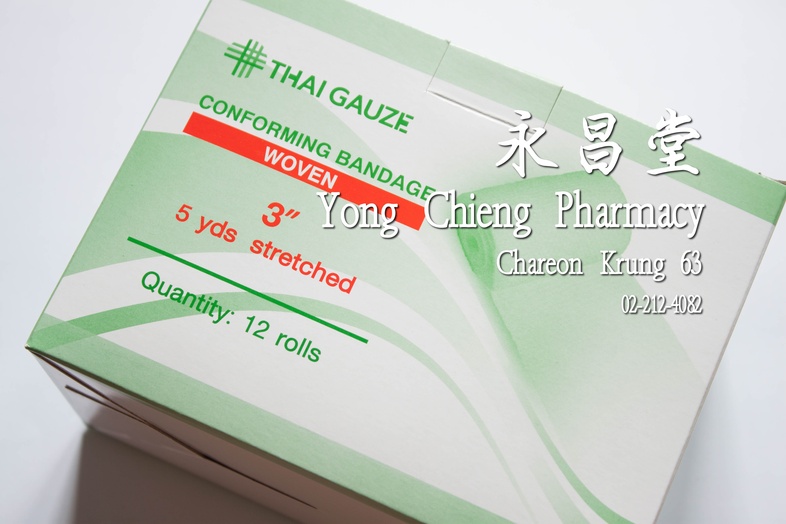 THAI GAUZE
CONFORMING BANDAGE
WOVEN
3"
5 yds stretched
Quantity: 12 rolls
永昌堂
Yong Chieng Pharmacy
Chareon Krung 63
02-212-4082